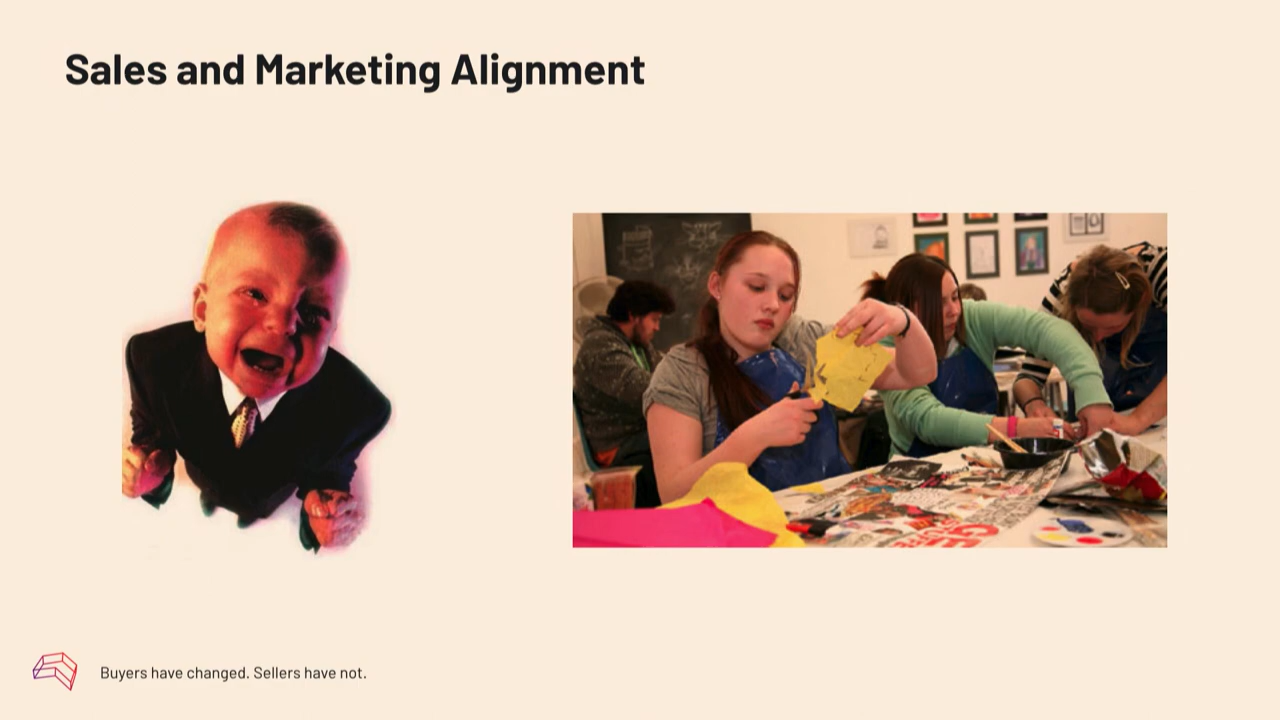 Sales and Marketing Alignment
Buyers have changed. Sellers have not.